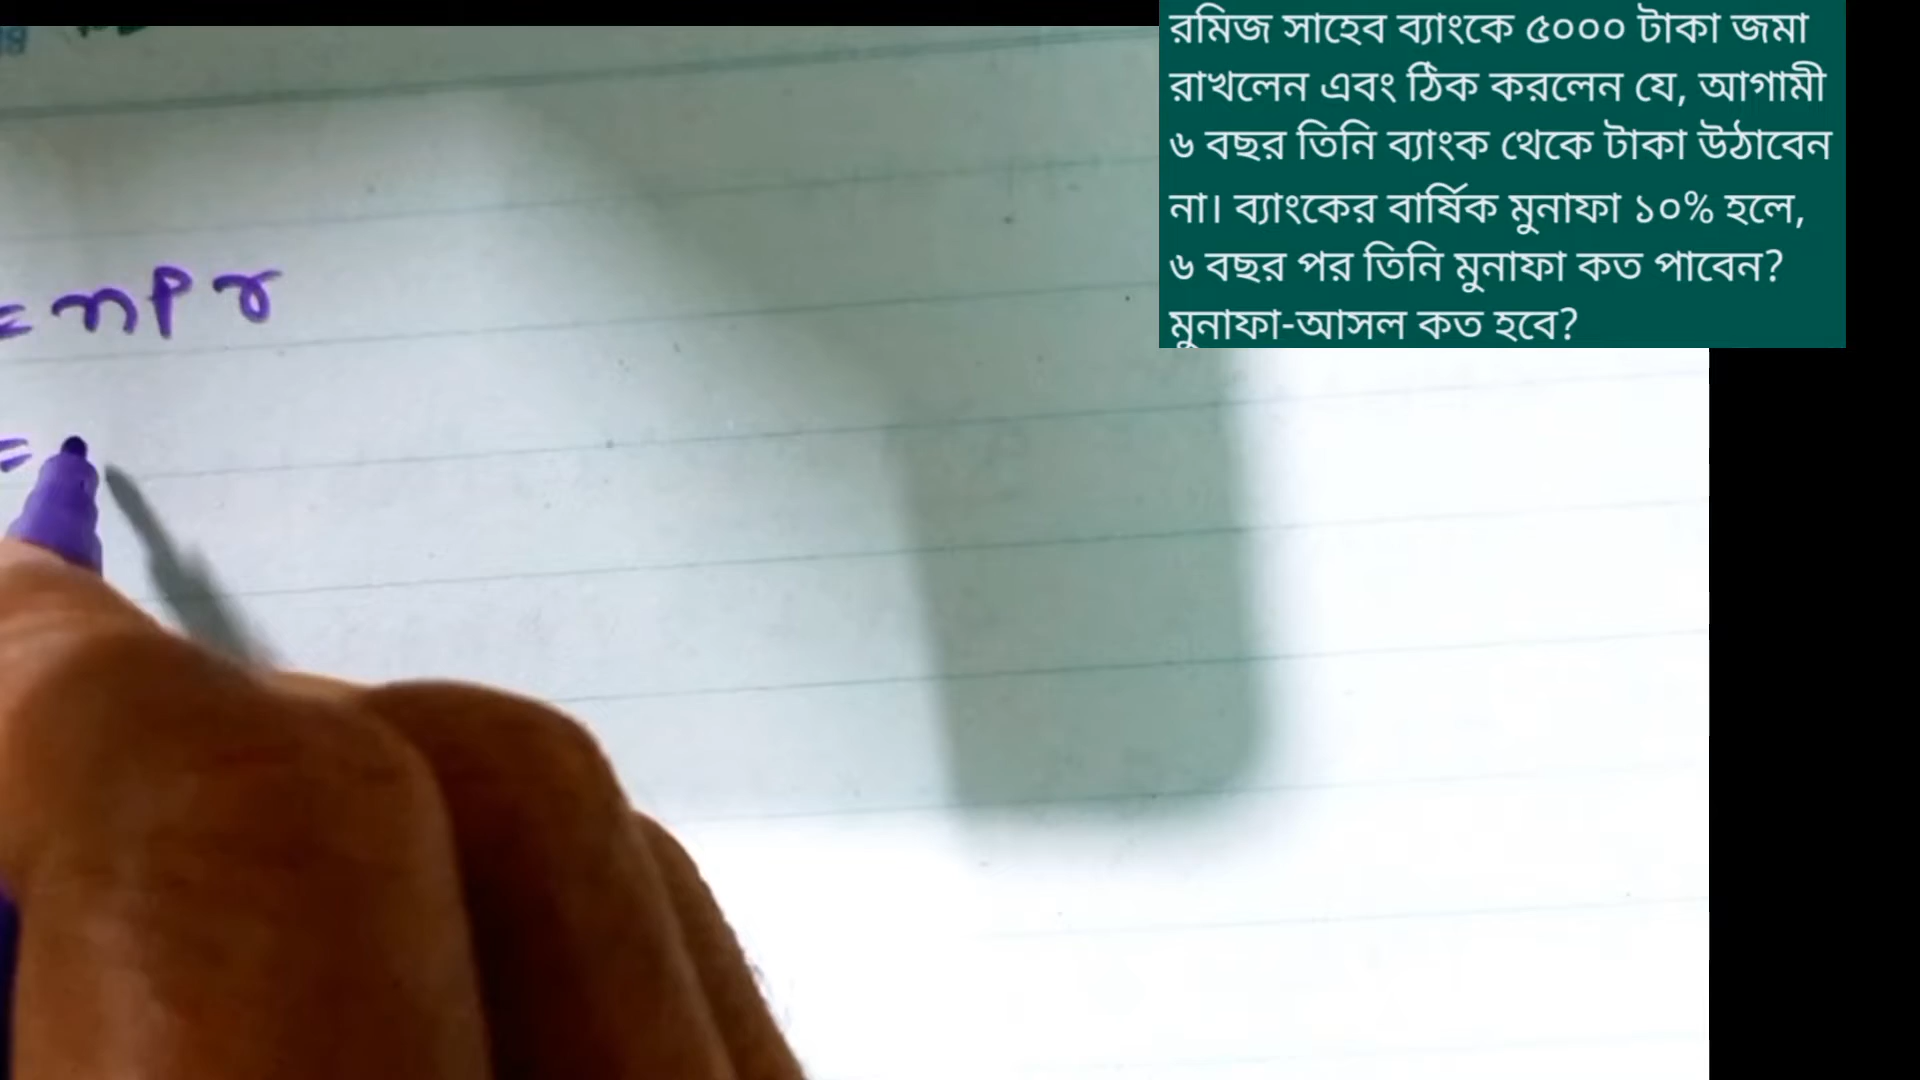 রমিজ সাহেব ব্যাংকে ৫০০০ টাকা জমা
রাখলেন এবং ঠিক করলেন যে, আগামী
৬ বছর তিনি ব্যাংক থেকে টাকা উঠাবেন
না। ব্যাংকের বার্ষিক মুনাফা ১০% হলে,
৬ বছর পর তিনি মুনাফা কত পাবেন?
মুনাফা-আসল কত হবে?
= npr
=